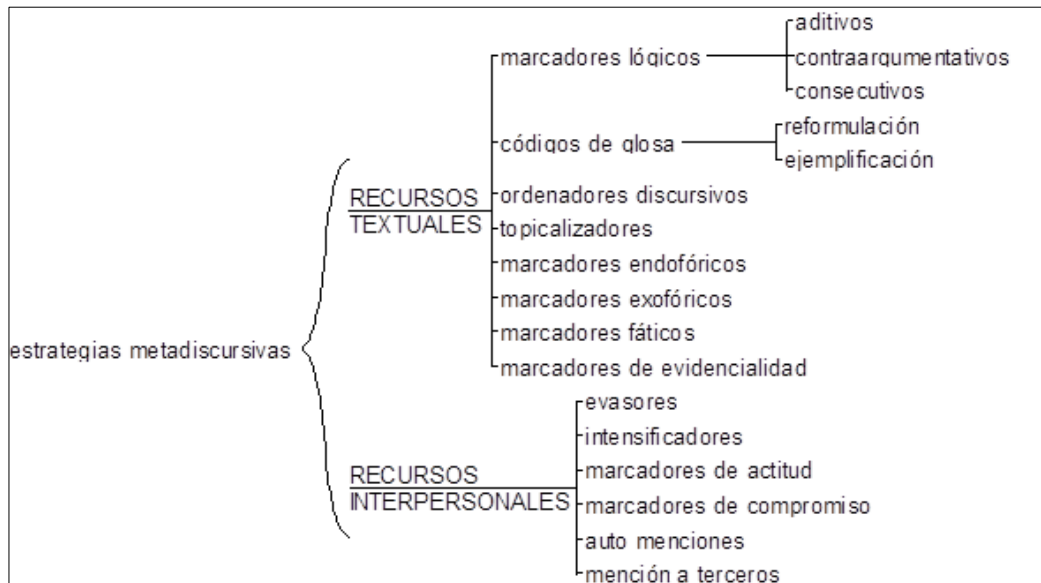 aditivos
marcadores lógicos
contraargumentativos
consecutivos
reformulación
códigos de glosa
ejemplificación
RECURSOS
TEXTUALES
ordenadores discursivos
topicalizadores
marcadores endofóricos
marcadores exofóricos
marcadores fáticos
estrategias metadiscursivas
marcadores de evidencialidad
evasores
intensificadores
RECURSOS
INTERPERSONALES
marcadores de actitud
marcadores de compromiso
auto menciones
mención a terceros